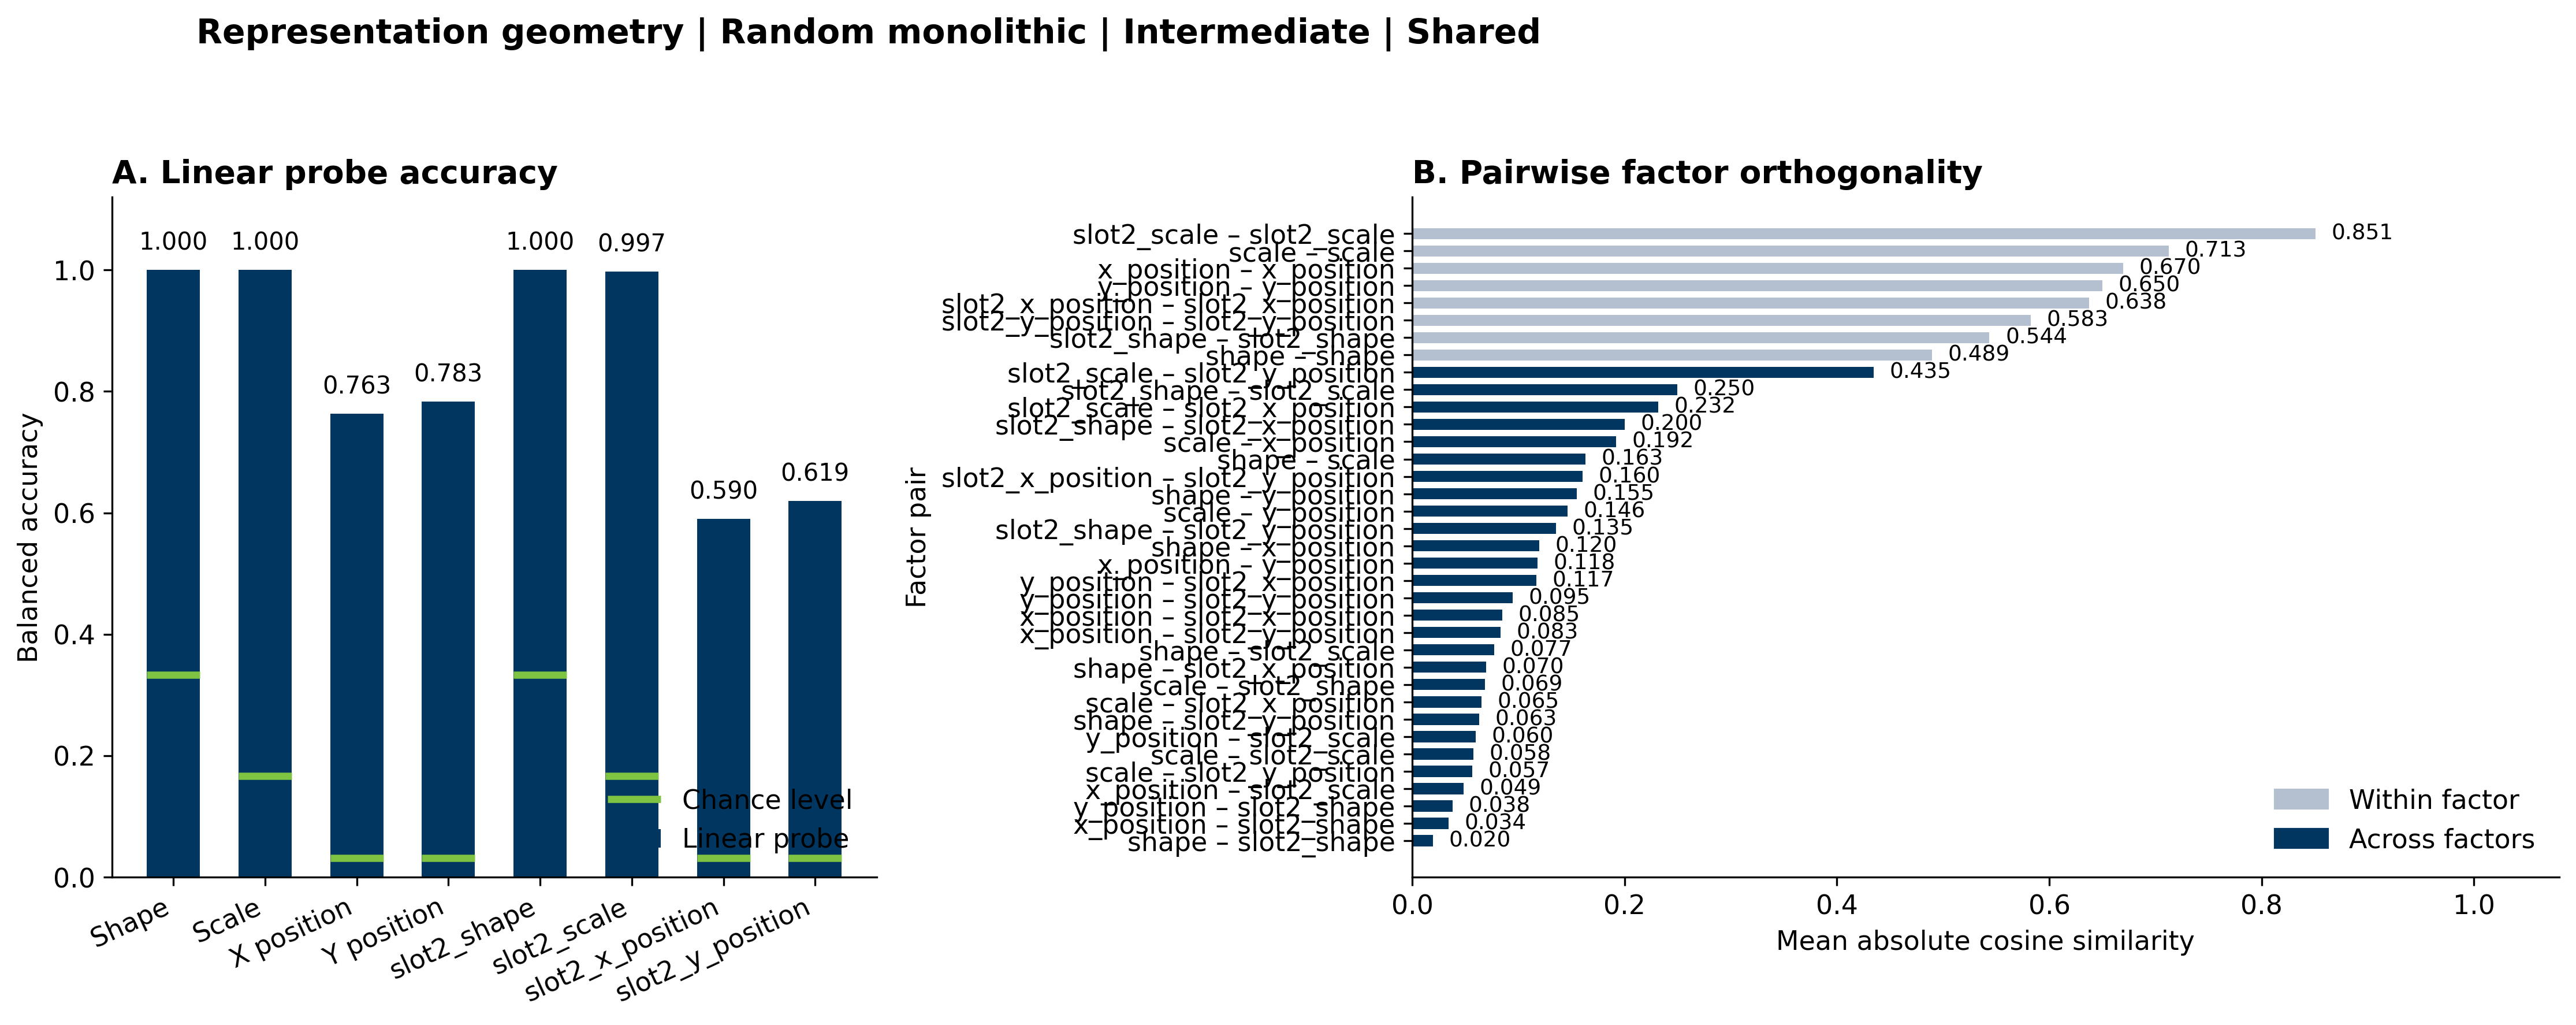 Representation geometry | Random monolithic | Intermediate | Shared
A. Linear probe accuracy
Balanced accuracy
1.0
0.8
0.6
0.4
0.2
0.0
1.000
1.000
0.763
0.783
1.000
0.997
0.590
0.619
Chance level
Linear probe
Shape
Scale
X position
Y position
slot2_shape
slot2_scale
slot2_x_position
slot2_y_position
B. Pairwise factor orthogonality
Factor pair
slot2_scale – slot2_scale 0.851
scale – scale 0.713
x_position – x_position 0.670
y_position – y_position 0.650
slot2_x_position – slot2_x_position 0.638
slot2_y_position – slot2_y_position 0.583
slot2_shape – slot2_shape 0.544
shape – shape 0.489
slot2_scale – slot2_y_position 0.435
slot2_shape – slot2_scale 0.250
slot2_scale – slot2_x_position 0.232
slot2_shape – slot2_x_position 0.200
scale – x_position 0.192
shape – scale 0.163
slot2_x_position – slot2_y_position 0.160
shape – y_position 0.155
scale – y_position 0.146
slot2_shape – slot2_y_position 0.135
shape – x_position 0.120
x_position – y_position 0.118
y_position – slot2_x_position 0.117
y_position – slot2_y_position 0.095
x_position – slot2_x_position 0.085
x_position – slot2_y_position 0.083
shape – slot2_scale 0.077
shape – slot2_x_position 0.070
scale – slot2_shape 0.069
scale – slot2_x_position 0.065
shape – slot2_y_position 0.063
y_position – slot2_scale 0.060
scale – slot2_scale 0.058
scale – slot2_y_position 0.057
x_position – slot2_scale 0.049
y_position – slot2_shape 0.038
x_position – slot2_shape 0.034
shape – slot2_shape 0.020
Within factor
Across factors
0.0 0.2 0.4 0.6 0.8 1.0
Mean absolute cosine similarity